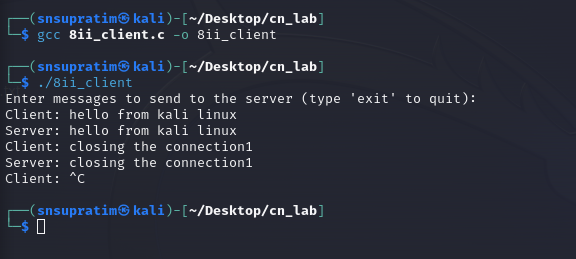 ┌──(snsupratim㉿kali)-[~/Desktop/cn_lab]
└─$ gcc 8ii_client.c -o 8ii_client
┌──(snsupratim㉿kali)-[~/Desktop/cn_lab]
└─$ ./8ii_client
Enter messages to send to the server (type 'exit' to quit):
Client: hello from kali linux
Server: hello from kali linux
Client: closing the connection1
Server: closing the connection1
Client: ^C
┌──(snsupratim㉿kali)-[~/Desktop/cn_lab]
└─$